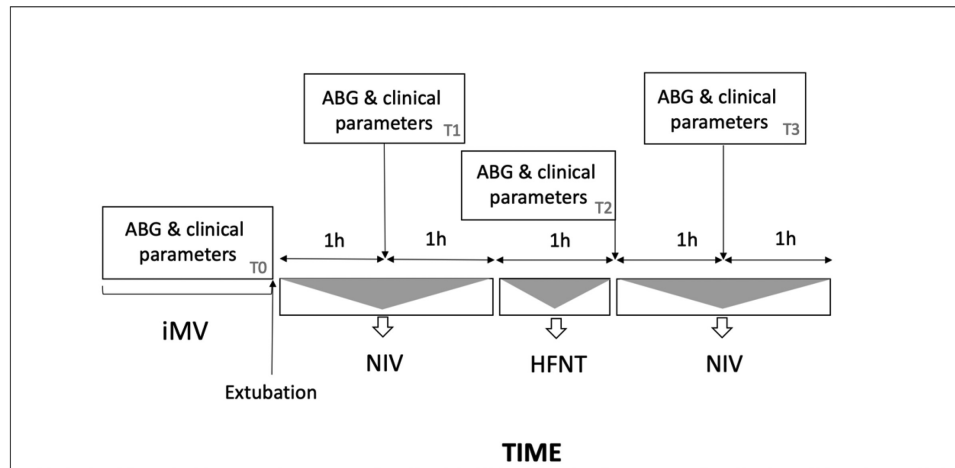 ABG & clinical
parameters T1
ABG & clinical
parameters T3
ABG & clinical
parameters T2
ABG & clinical
parameters T0
1h
1h
1h
1h
1h
iMV
NIV
HFNT
NIV
Extubation
TIME